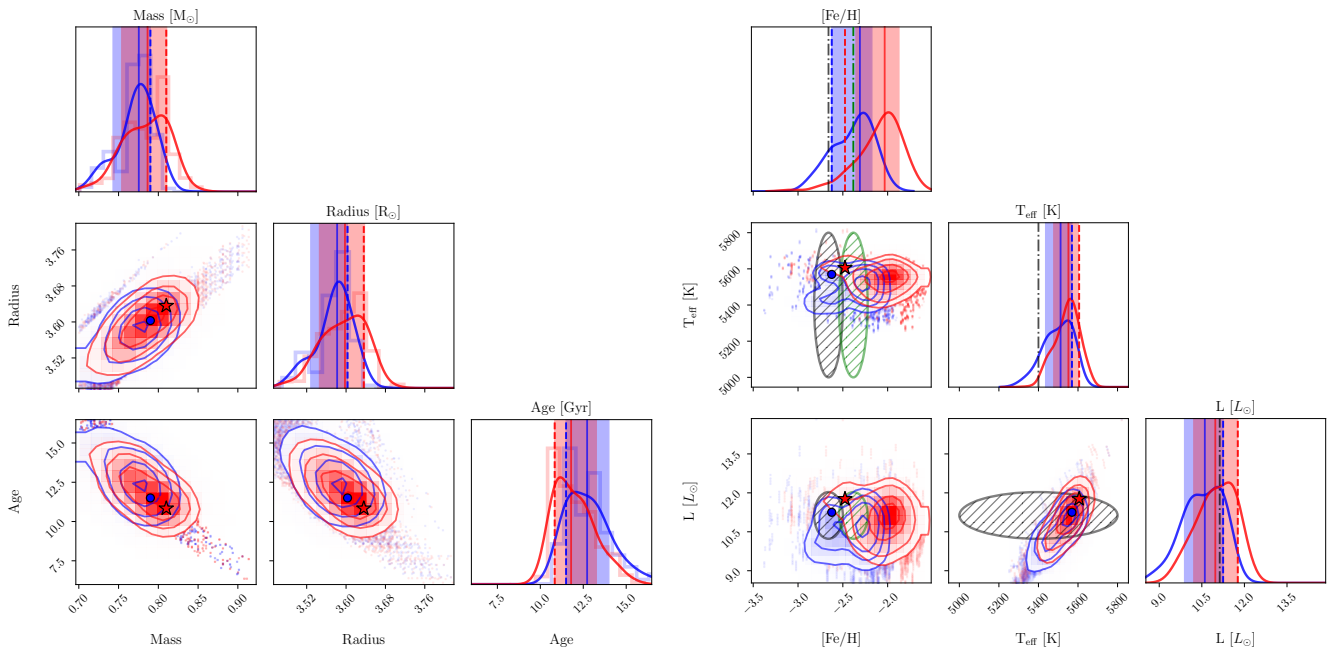 Mass [M⊙]
[Fe/H]
Radius [R⊙]
T_eff [K]
3.76
3.68
3.60
3.52
Radius
5800
5600
5400
5200
5000
T_eff [K]
Age [Gyr]
L [L⊙]
15.0
12.5
10.0
7.5
Age
13.5
12.0
10.5
9.0
L [L⊙]
0.70 0.75 0.80 0.85 0.90
3.52 3.60 3.68 3.76
7.5 10.0 12.5 15.0
−3.5 −3.0 −2.5 −2.0
5000 5200 5400 5600 5800
9.0 10.5 12.0 13.5
Mass
Radius
Age
[Fe/H]
T_eff [K]
L [L⊙]